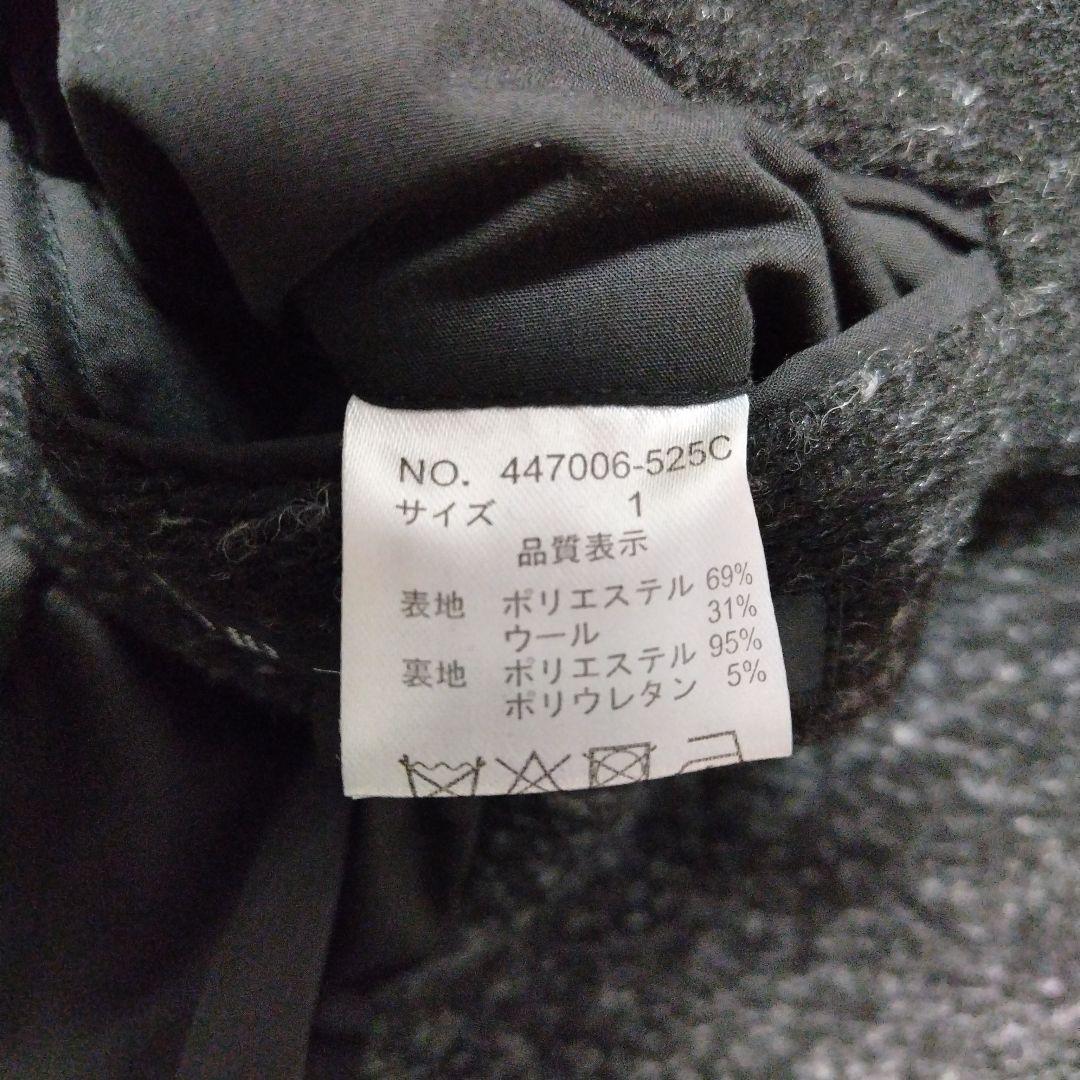 NO. 447006-525C
サイズ 1
品質表示
表地 ポリエステル 69%
ウール 31%
裏地 ポリエステル 95%
ポリウレタン 5%